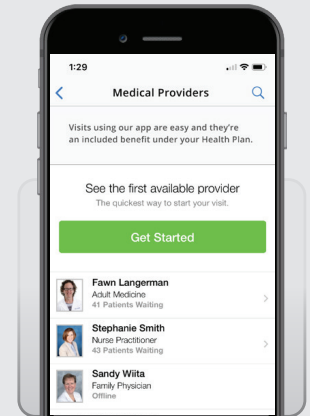 1:29
Medical Providers
Visits using our app are easy and they're
an included benefit under your Health Plan.
See the first available provider
The quickest way to start your visit.
Get Started
Fawn Langerman
Adult Medicine
41 Patients Waiting
Stephanie Smith
Nurse Practitioner
43 Patients Waiting
Sandy Wiita
Family Physician
Offline